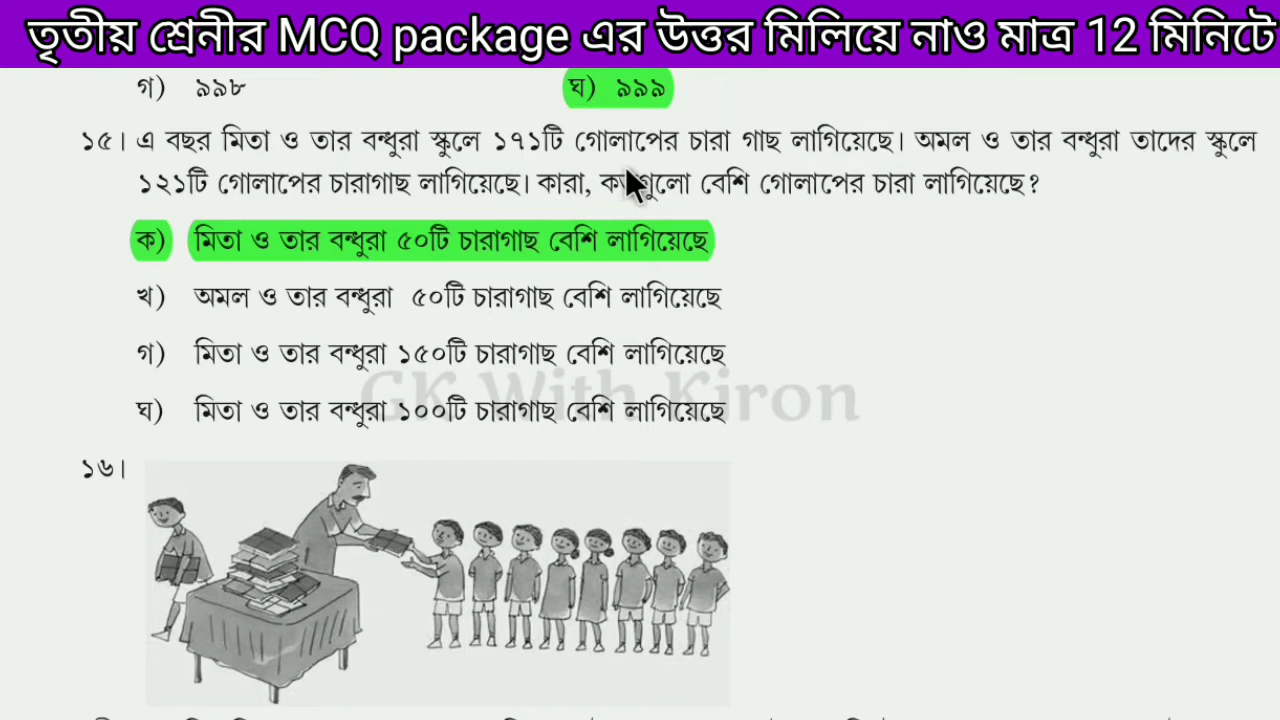 তৃতীয় শ্রেনীর MCQ package এর উত্তর মিলিয়ে নাও মাত্র 12 মিনিটে
গ) ৯৯৮ ঘ) ৯৯৯
১৫। এ বছর মিতা ও তার বন্ধুরা স্কুলে ১৭১টি গোলাপের চারা গাছ লাগিয়েছে। অমল ও তার বন্ধুরা তাদের স্কুলে
১২১টি গোলাপের চারাগাছ লাগিয়েছে। কারা, বেশি গোলাপের চারা লাগিয়েছে?
ক) মিতা ও তার বন্ধুরা ৫০টি চারাগাছ বেশি লাগিয়েছে
খ) অমল ও তার বন্ধুরা ৫০টি চারাগাছ বেশি লাগিয়েছে
গ) মিতা ও তার বন্ধুরা ১৫০টি চারাগাছ বেশি লাগিয়েছে
GK With Kiron
ঘ) মিতা ও তার বন্ধুরা ১০০টি চারাগাছ বেশি লাগিয়েছে
১৬।